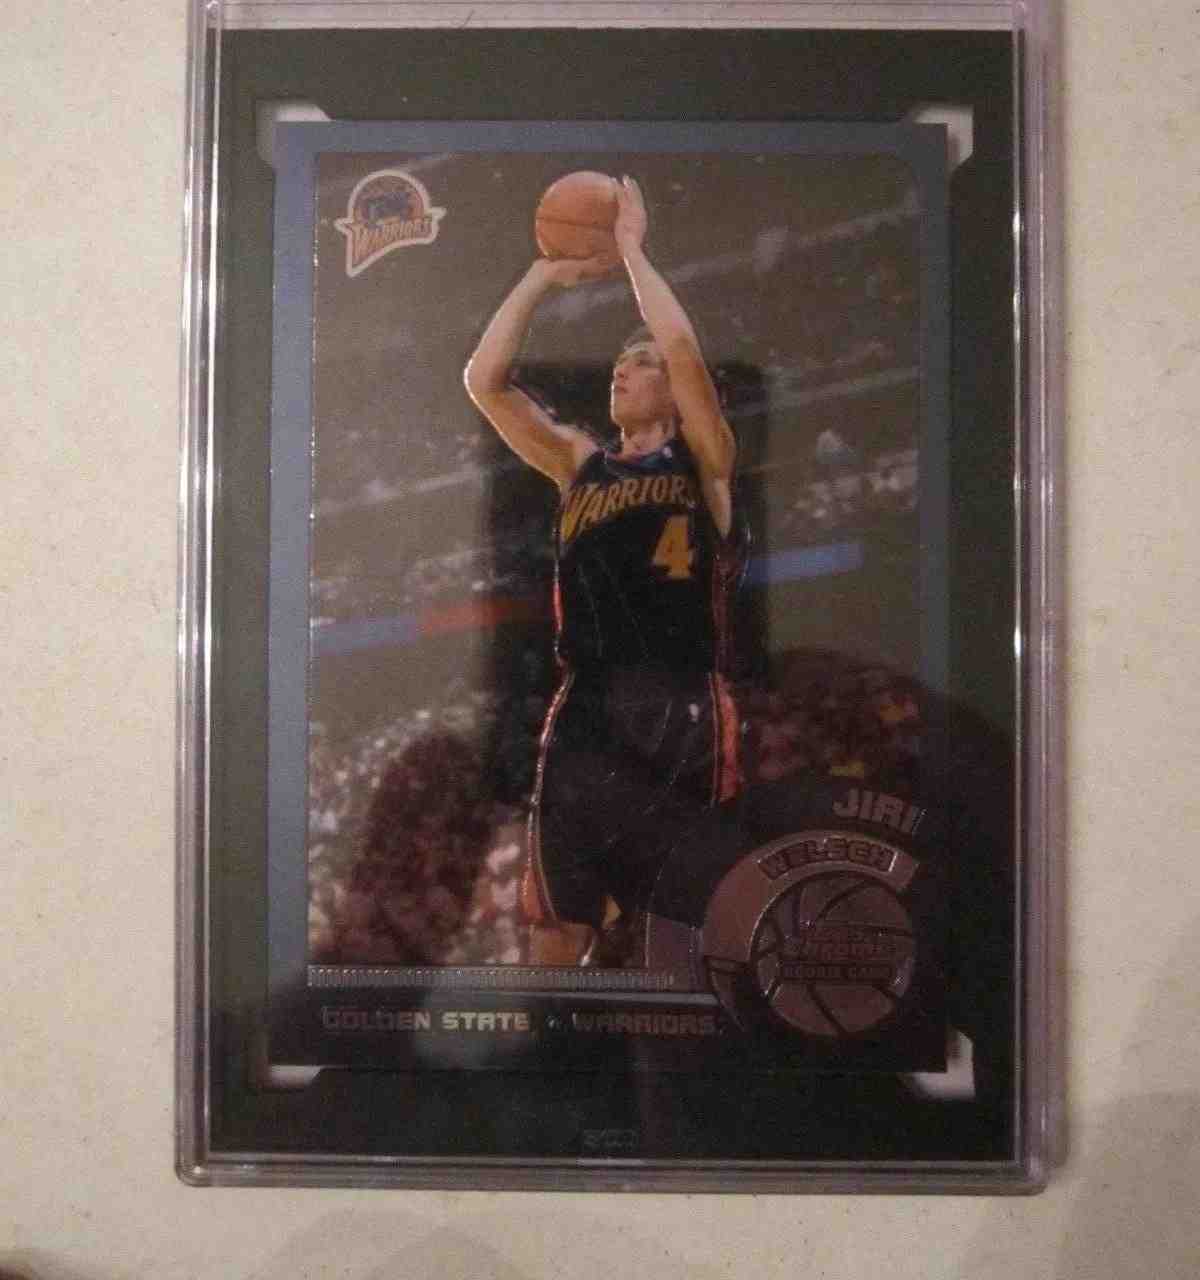 WARRIORS
WARRIORS
4
JIRI
WELSCH
ROOKIE CARD
GOLDEN STATE WARRIORS